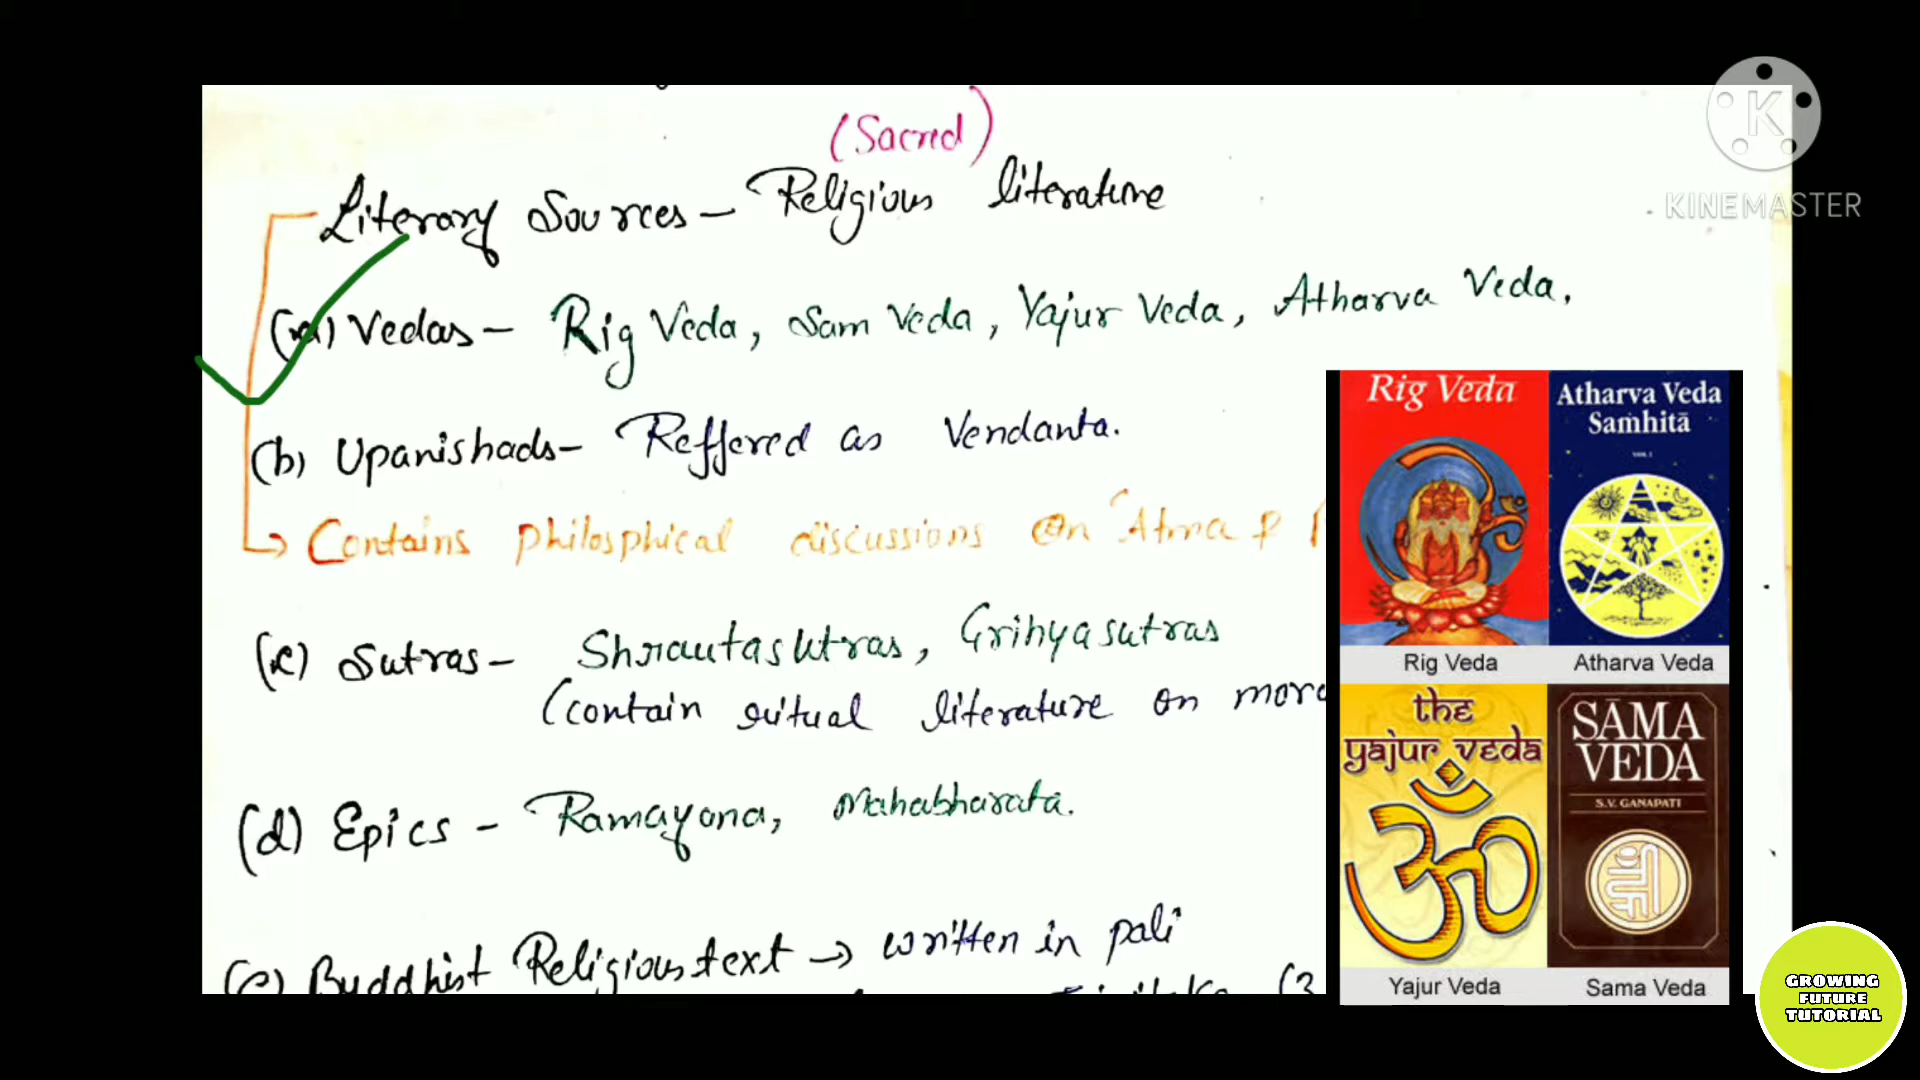 (Sacred)
Literary Sources – Religious literature
(a) Vedas – Rig Veda, Sam Veda, Yajur Veda, Atharva Veda.
(b) Upanishads – Reffered as Vendanta.
→ Contains philosphical discussions on 'Atma &
(c) Sutras – Shrautasutras, Grihyasutras
(contain ritual literature on
(d) Epics – Ramayana, Mahabharata.
(e) Buddhist Religious text → written in pali
(3
KINEMASTER
Rig Veda
Atharva Veda
Saṁhitā
Rig Veda
Atharva Veda
the
yajur veda
ॐ
SĀMA
VEDA
S.V. GANAPATI
Yajur Veda
Sama Veda
GROWING
FUTURE
TUTORIAL